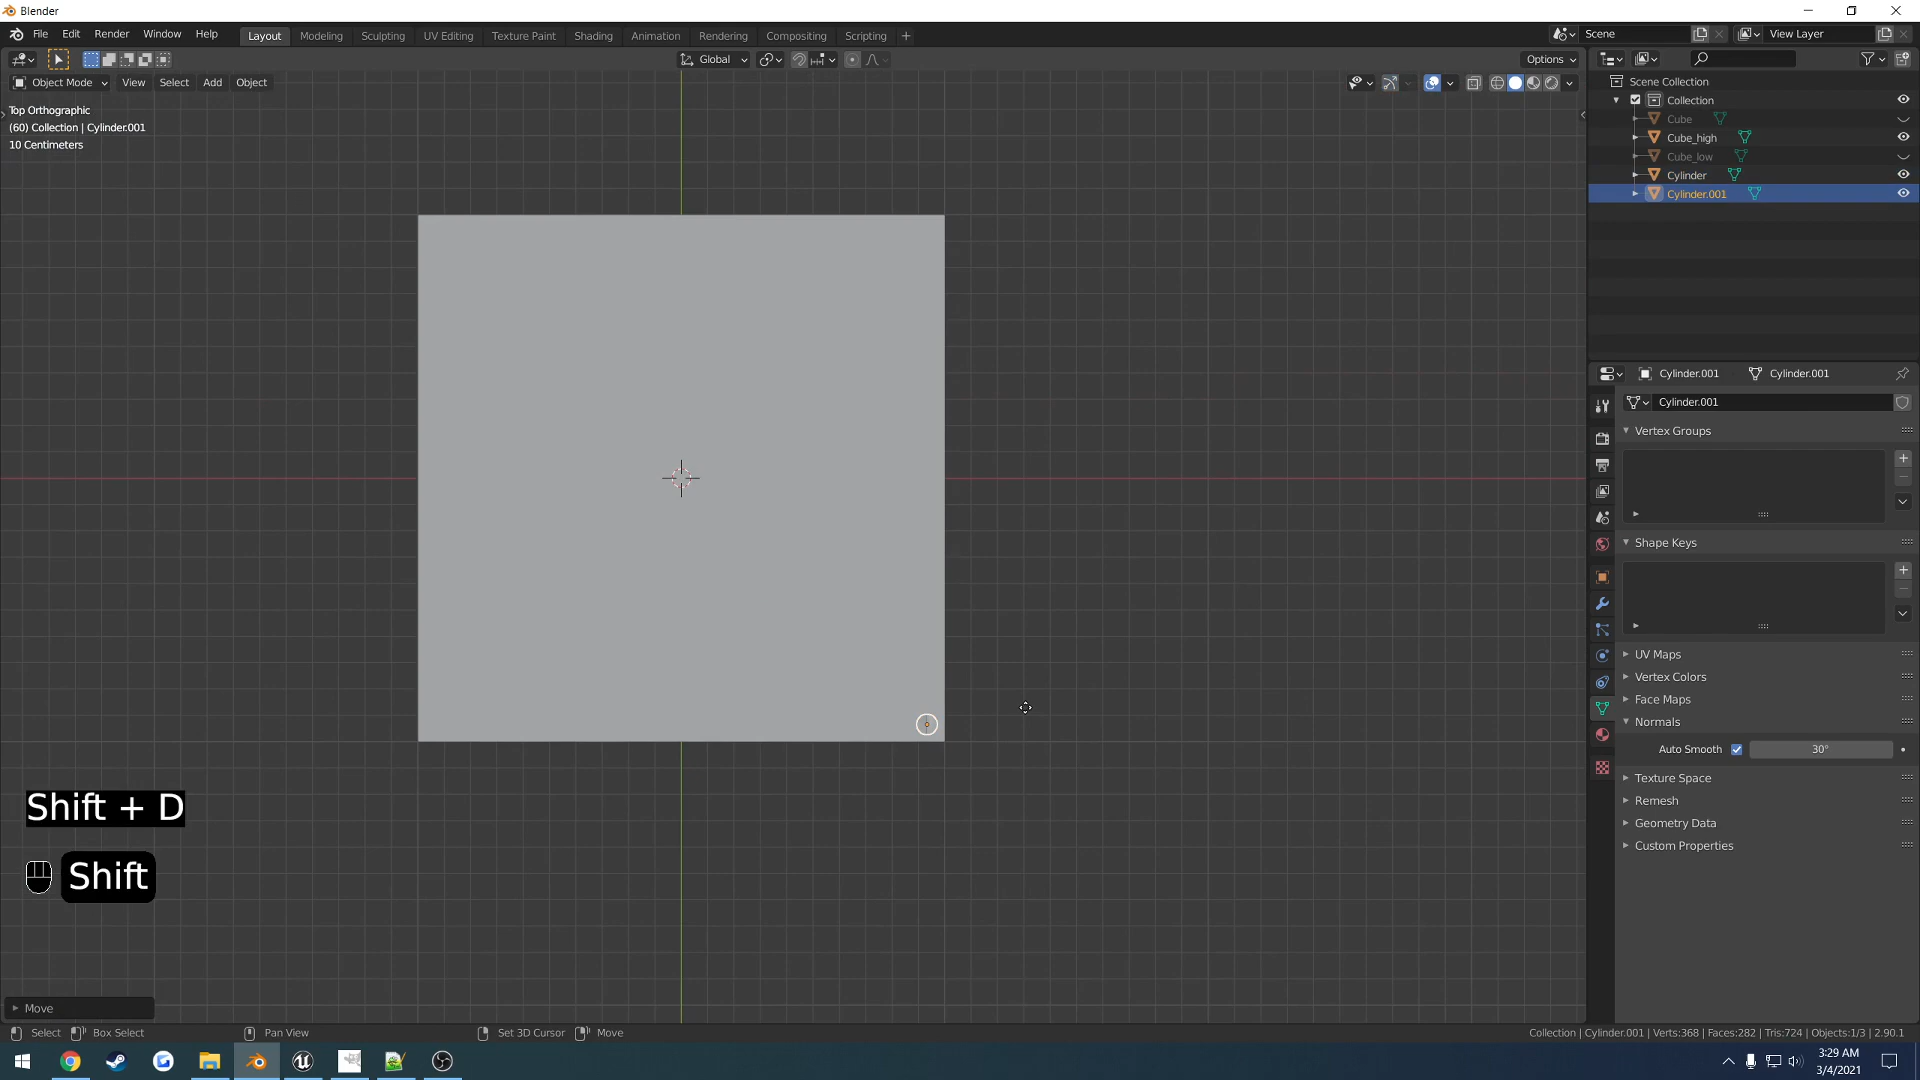 Blender
File Edit Render Window Help Layout Modeling Sculpting UV Editing Texture Paint Shading Animation Rendering Compositing Scripting + Scene View Layer
Global Options
Object Mode View Select Add Object
Top Orthographic
(60) Collection | Cylinder.001
10 Centimeters
Scene Collection
Collection
Cube
Cube_high
Cube_low
Cylinder
Cylinder.001
Cylinder.001 Cylinder.001
Cylinder.001
Vertex Groups
Shape Keys
UV Maps
Vertex Colors
Face Maps
Normals
Auto Smooth 30°
Texture Space
Remesh
Geometry Data
Custom Properties
Shift + D
Shift
Move
Select Box Select Pan View Set 3D Cursor Move Collection | Cylinder.001 | Verts:368 | Faces:282 | Tris:724 | Objects:1/3 | 2.90.1
3:29 AM
3/4/2021